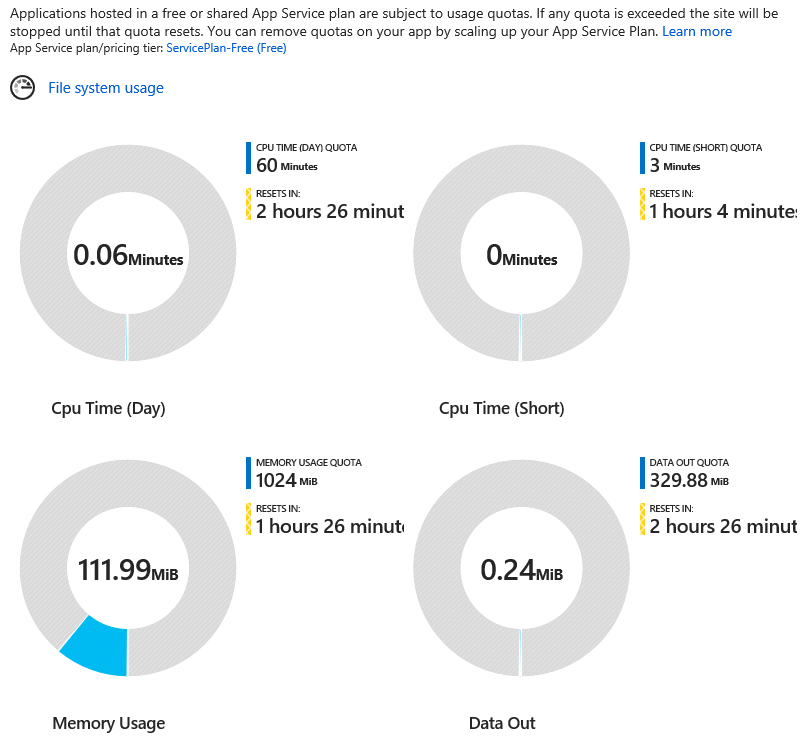 Applications hosted in a free or shared App Service plan are subject to usage quotas. If any quota is exceeded the site will be
stopped until that quota resets. You can remove quotas on your app by scaling up your App Service Plan. Learn more
App Service plan/pricing tier: ServicePlan-Free (Free)
File system usage
CPU TIME (DAY) QUOTA
60 Minutes
RESETS IN:
2 hours 26 minut
0.06Minutes
Cpu Time (Day)
CPU TIME (SHORT) QUOTA
3 Minutes
RESETS IN:
1 hours 4 minutes
0Minutes
Cpu Time (Short)
MEMORY USAGE QUOTA
1024 MiB
RESETS IN:
1 hours 26 minut
111.99MiB
Memory Usage
DATA OUT QUOTA
329.88 MiB
RESETS IN:
2 hours 26 minut
0.24MiB
Data Out